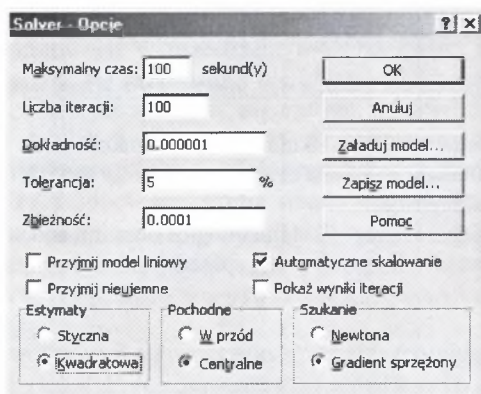 Solver - Opcje
Maksymalny czas: 100 sekund(y)
OK
Liczba iteracji: 100
Anuluj
Dokładność: 0.000001
Załaduj model...
Tolerancja: 5 %
Zapisz model...
Zbieżność: 0.0001
Pomoc
Przyjmij model liniowy
Automatyczne skalowanie
Przyjmij nieujemne
Pokaż wyniki iteracji
Estymaty
Pochodne
Szukanie
Styczna
W przód
Newtona
Kwadratowa
Centralne
Gradient sprzężony